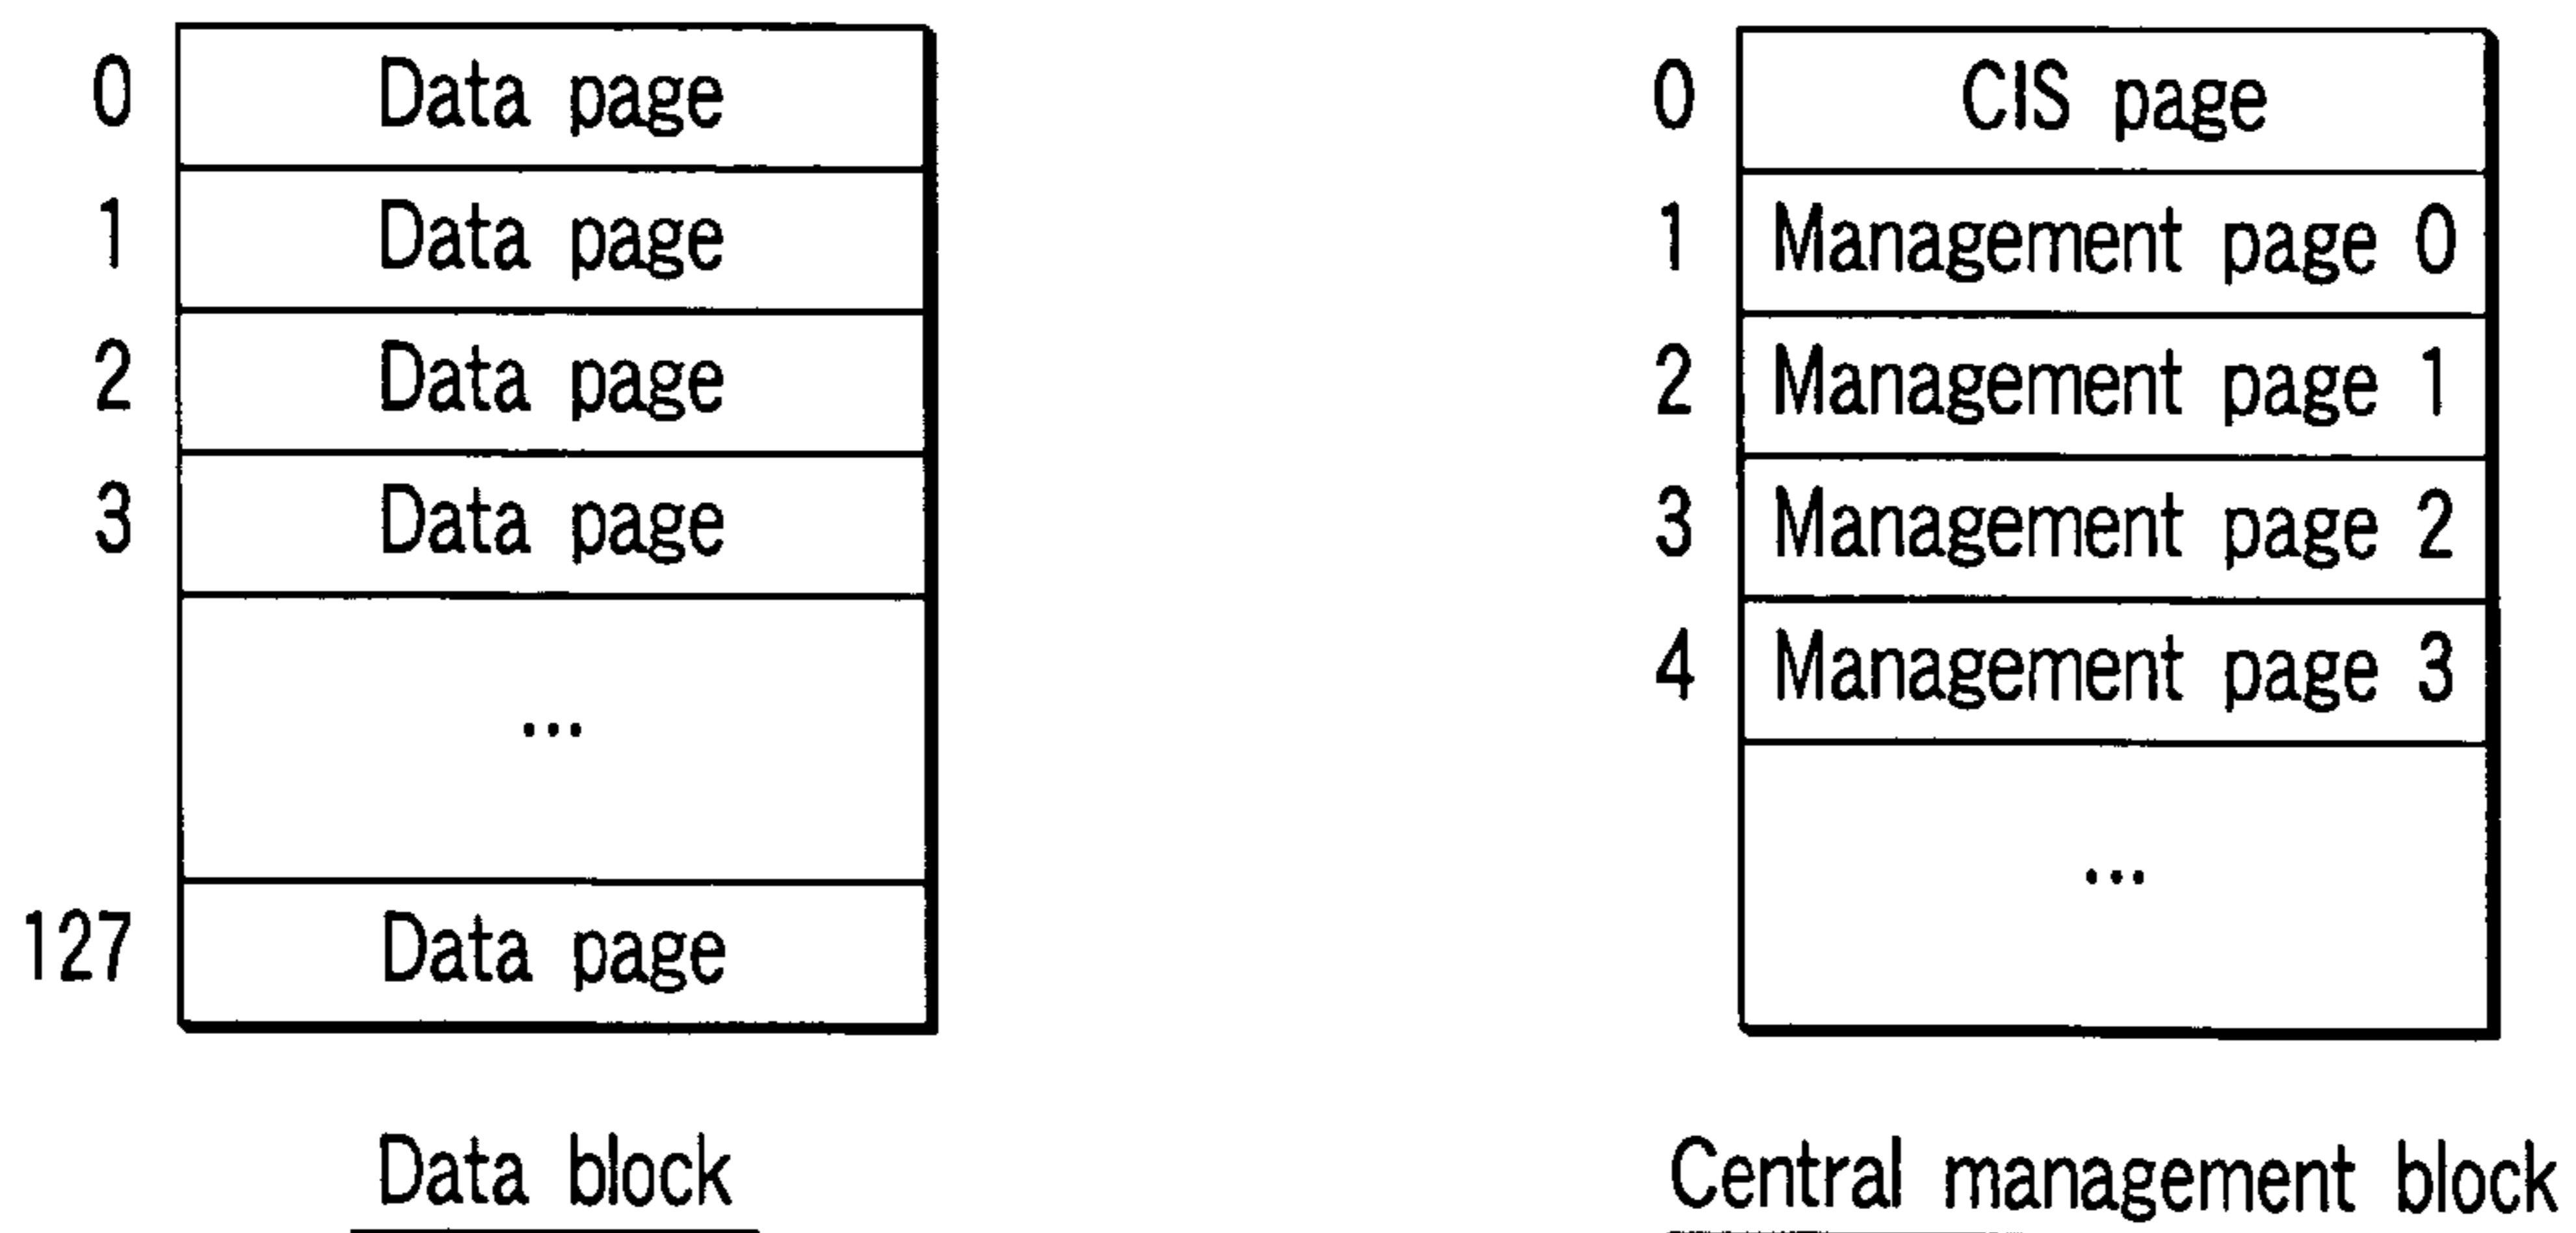 0 Data page
1 Data page
2 Data page
3 Data page
...
127 Data page
Data block
0 CIS page
1 Management page 0
2 Management page 1
3 Management page 2
4 Management page 3
...
Central management block